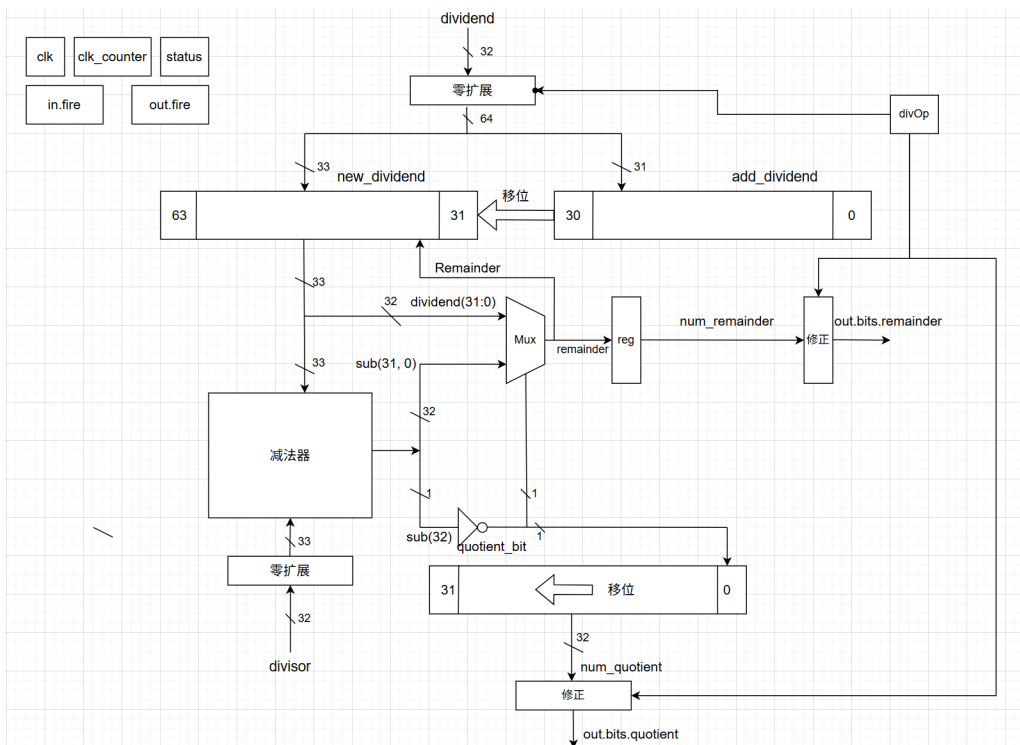 dividend
32
clk
clk_counter
status
in.fire
out.fire
零扩展
divOp
64
33
31
new_dividend
add_dividend
63
31
移位
30
0
Remainder
33
32
dividend(31:0)
Mux
remainder
reg
num_remainder
修正
out.bits.remainder
33
sub(31, 0)
32
减法器
1
1
sub(32)
quotient_bit
1
33
零扩展
31
移位
0
32
divisor
32
num_quotient
修正
out.bits.quotient